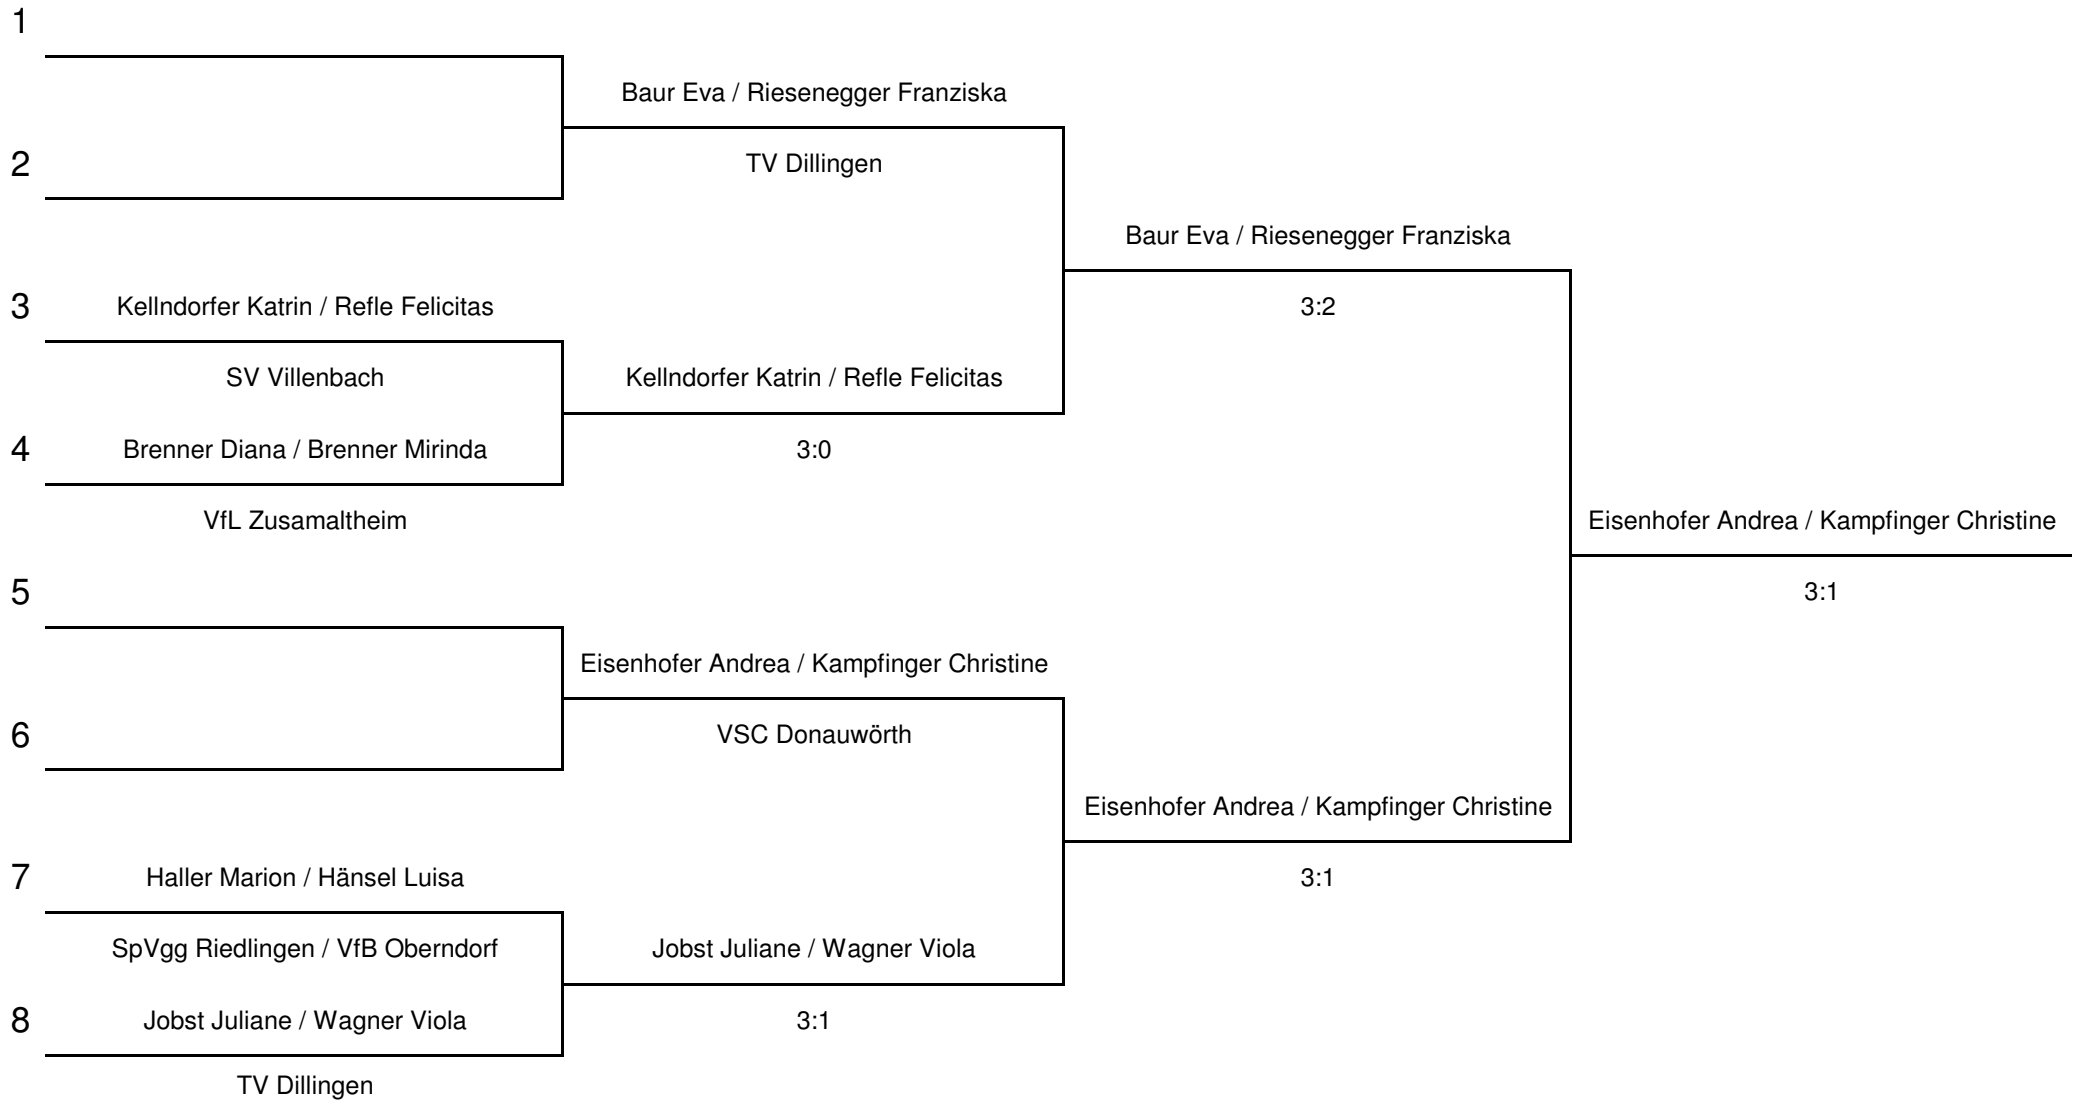 1
Baur Eva / Riesenegger Franziska
2
TV Dillingen
Baur Eva / Riesenegger Franziska
3
Kellndorfer Katrin / Refle Felicitas
3:2
SV Villenbach
Kellndorfer Katrin / Refle Felicitas
4
Brenner Diana / Brenner Mirinda
3:0
VfL Zusamaltheim
Eisenhofer Andrea / Kampfinger Christine
5
3:1
Eisenhofer Andrea / Kampfinger Christine
6
VSC Donauwörth
Eisenhofer Andrea / Kampfinger Christine
7
Haller Marion / Hänsel Luisa
3:1
SpVgg Riedlingen / VfB Oberndorf
Jobst Juliane / Wagner Viola
8
Jobst Juliane / Wagner Viola
3:1
TV Dillingen